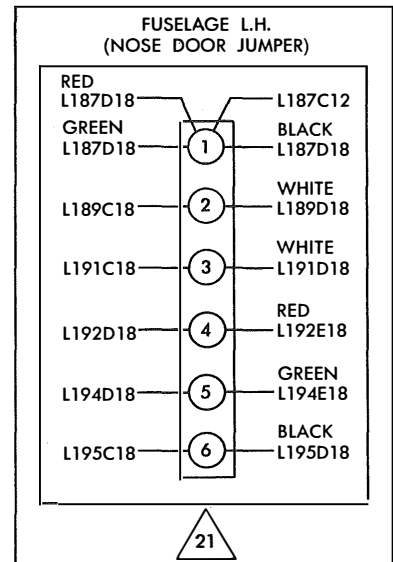 FUSELAGE L.H.
(NOSE DOOR JUMPER)
RED
L187D18
L187C12
GREEN
L187D18
1
BLACK
L187D18
L189C18
2
WHITE
L189D18
L191C18
3
WHITE
L191D18
L192D18
4
RED
L192E18
L194D18
5
GREEN
L194E18
L195C18
6
BLACK
L195D18
21